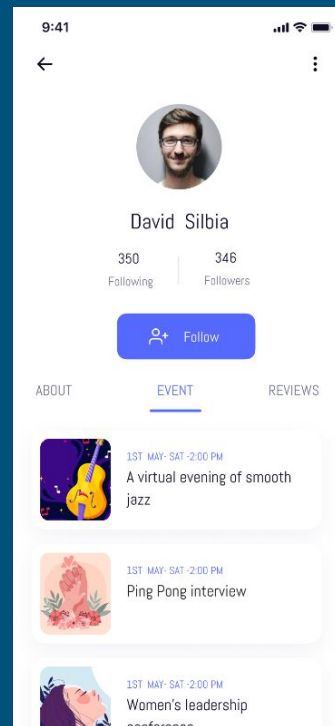 9:41
David Silbia
350 346
Following Followers
Follow
ABOUT EVENT REVIEWS
1ST MAY- SAT -2:00 PM
A virtual evening of smooth
jazz
1ST MAY- SAT -2:00 PM
Ping Pong interview
1ST MAY- SAT -2:00 PM
Women's leadership
conference